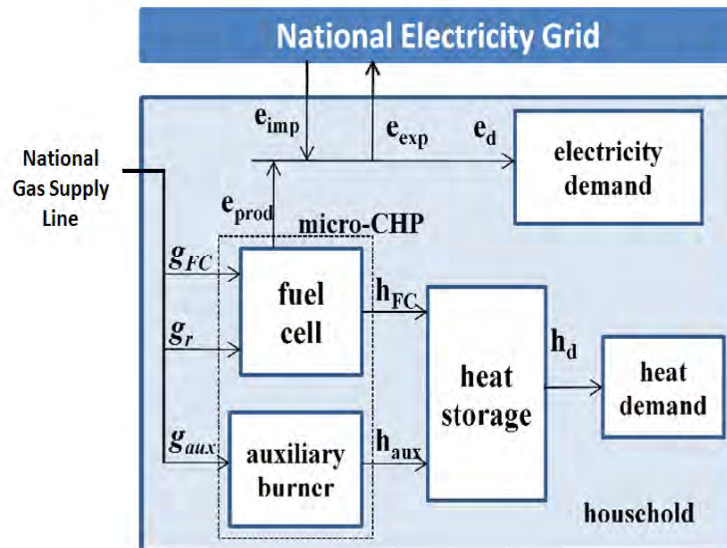 National Electricity Grid
e_imp
e_exp
e_d
electricity
demand
National
Gas Supply
Line
e_prod
micro-CHP
g_FC
fuel
cell
h_FC
g_r
heat
storage
h_d
heat
demand
g_aux
auxiliary
burner
h_aux
household